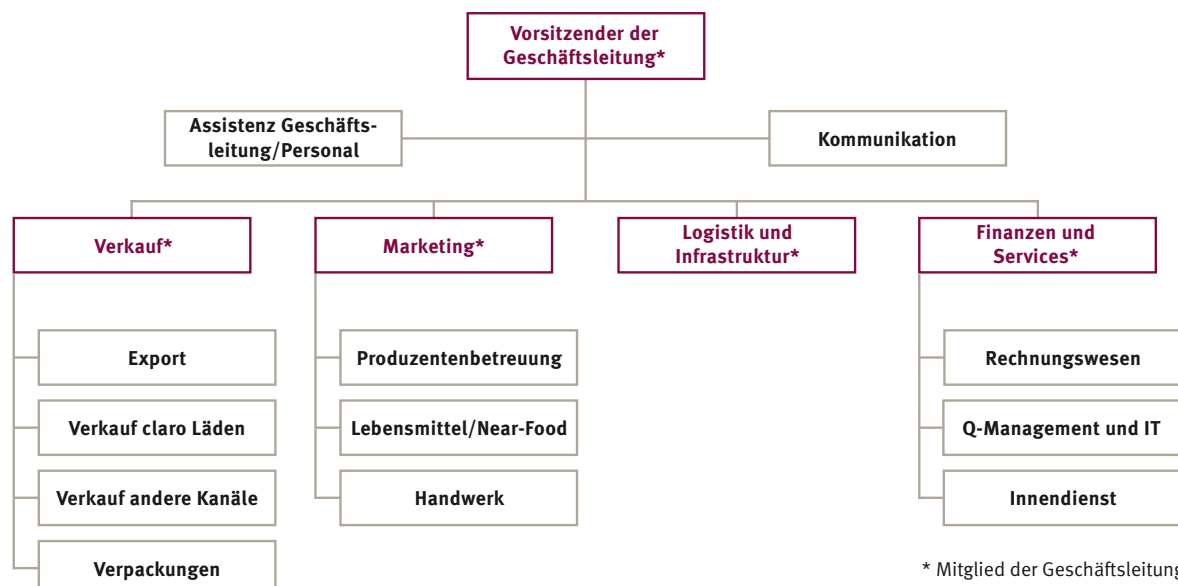 Vorsitzender der
Geschäftsleitung*
Assistenz Geschäfts-
leitung/Personal
Kommunikation
Verkauf*
Marketing*
Logistik und
Infrastruktur*
Finanzen und
Services*
Export
Produzentenbetreuung
Rechnungswesen
Verkauf claro Läden
Lebensmittel/Near-Food
Q-Management und IT
Verkauf andere Kanäle
Handwerk
Innendienst
Verpackungen
* Mitglied der Geschäftsleitung